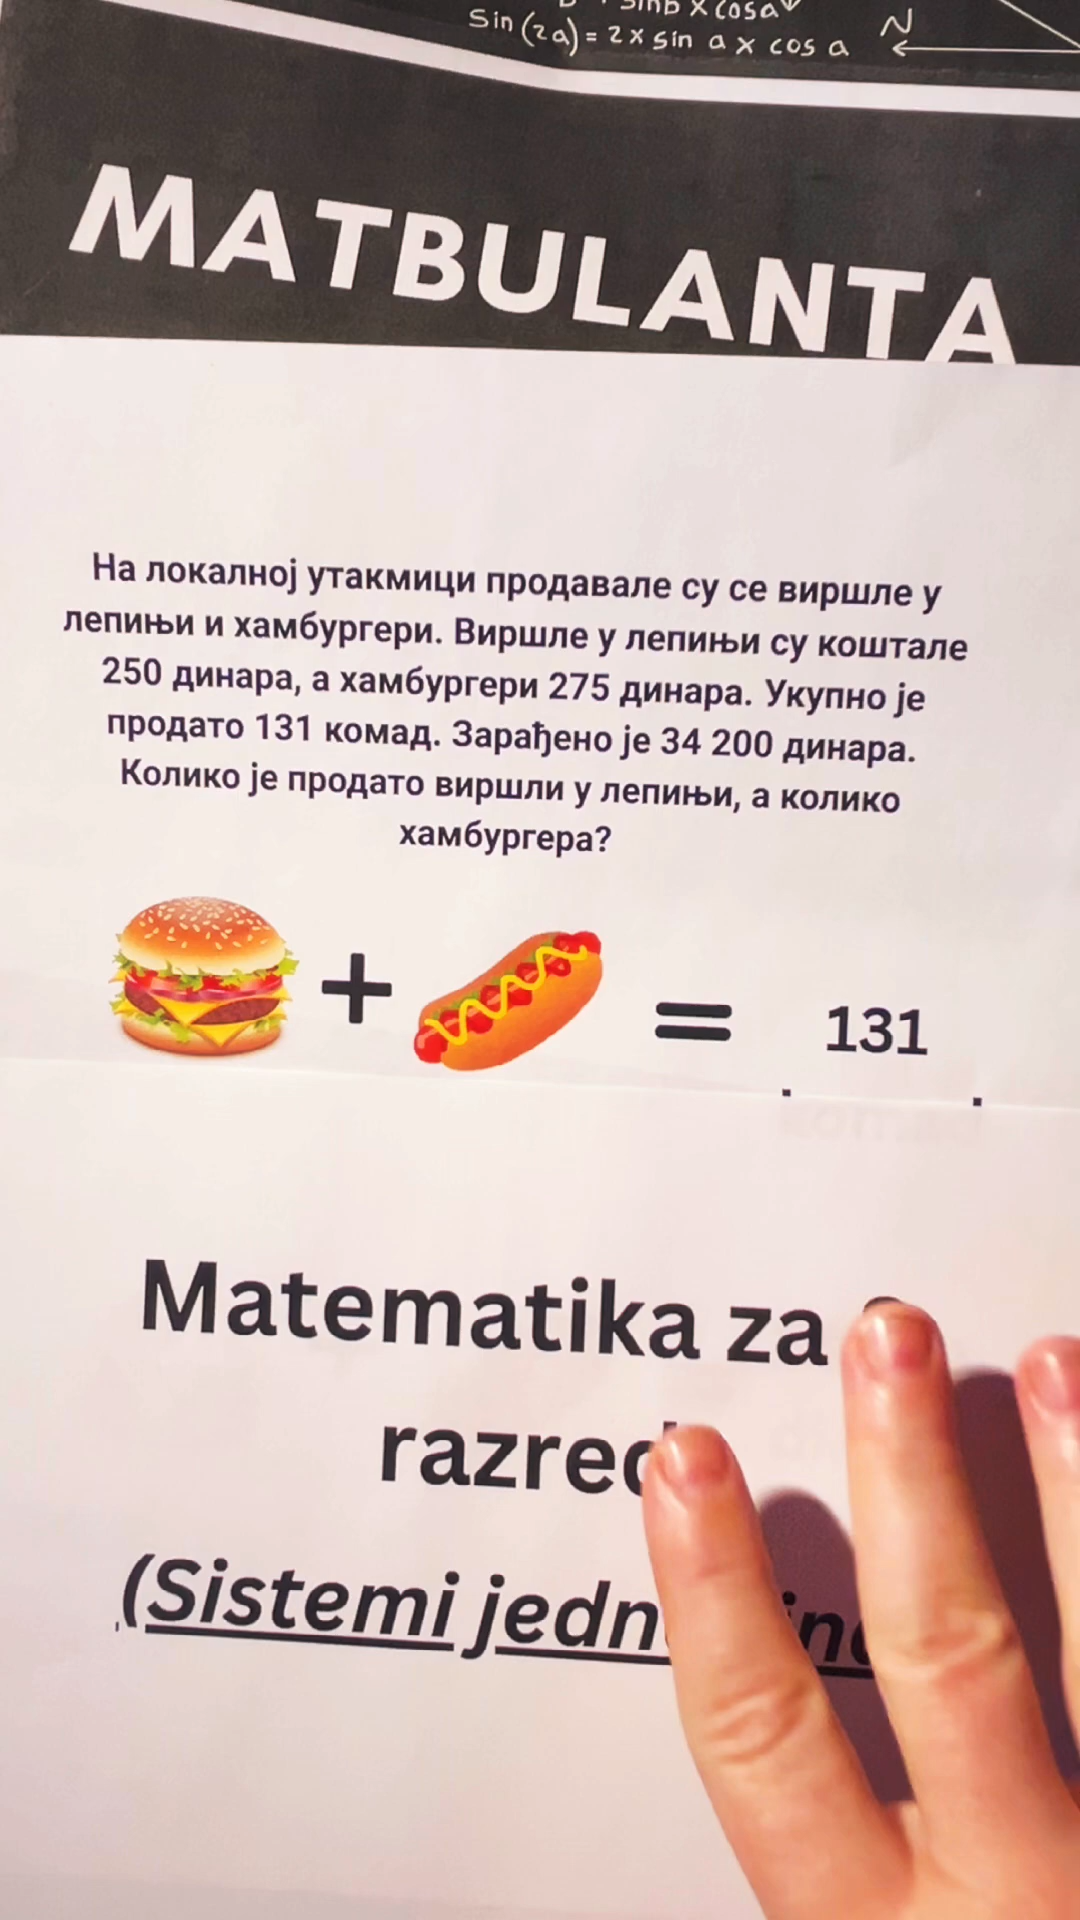 sinb x cosa
sin (2a) = 2 x sin a x cos a
N
MATBULANTA
На локалној утакмици продавале су се виршле у
лепињи и хамбургери. Виршле у лепињи су коштале
250 динара, а хамбургери 275 динара. Укупно је
продато 131 комад. Зарађено је 34 200 динара.
Колико је продато виршли у лепињи, а колико
хамбургера?
+ = 131
Matematika za
(Sistemi